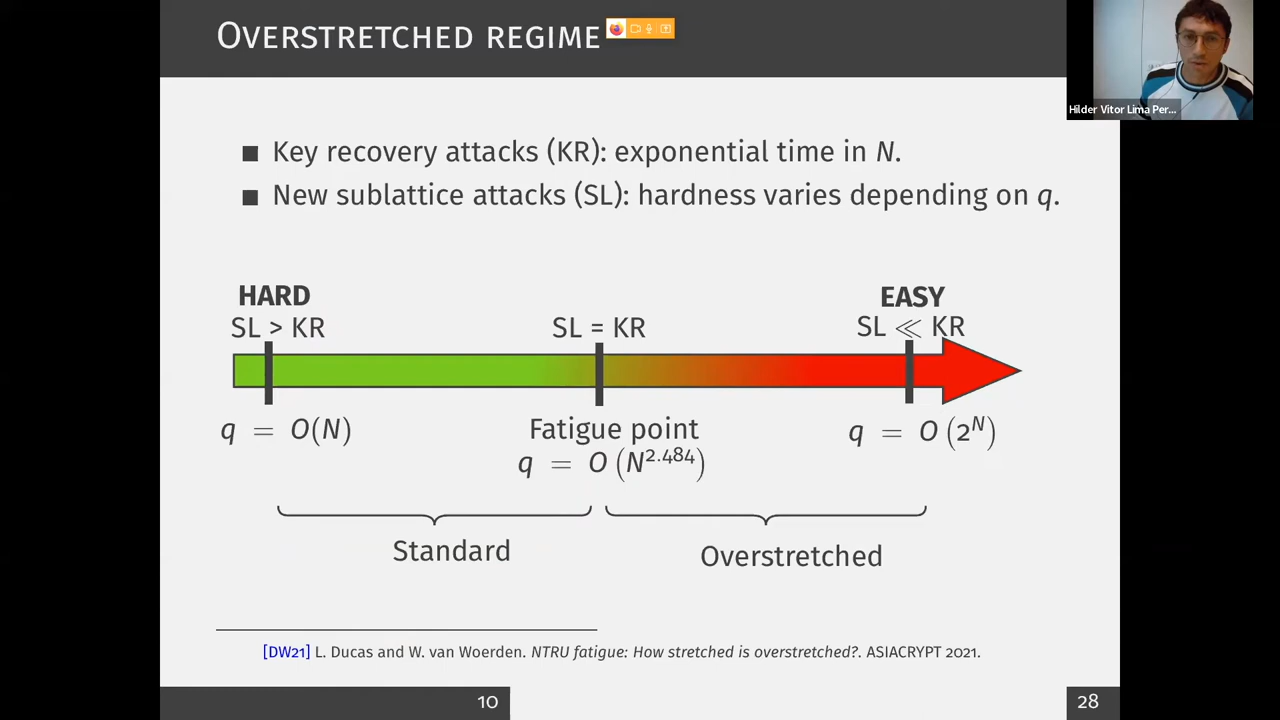 OVERSTRETCHED REGIME
Hilder Vitor Lima Per...
■ Key recovery attacks (KR): exponential time in N.
■ New sublattice attacks (SL): hardness varies depending on q.
HARD
SL > KR
SL = KR
EASY
SL ≪ KR
q = O(N)
Fatigue point
q = O(N^2.484)
q = O(2^N)
Standard
Overstretched
[DW21] L. Ducas and W. van Woerden. NTRU fatigue: How stretched is overstretched?. ASIACRYPT 2021.
10
28